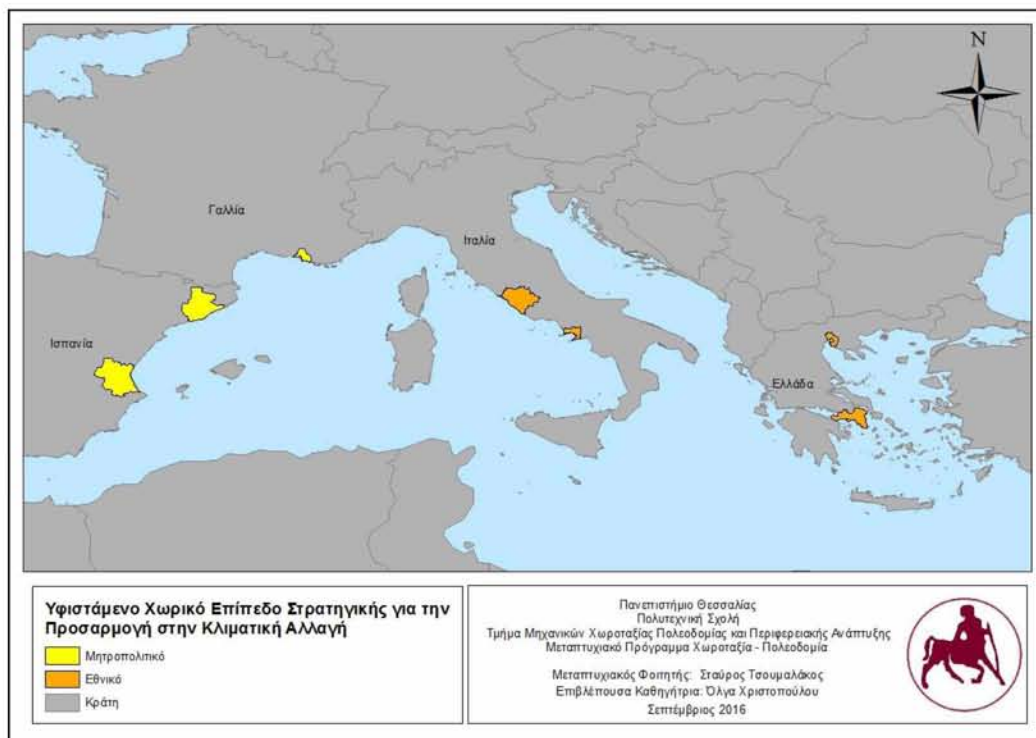 N
Γαλλία
Ιταλία
Ισπανία
Ελλάδα
Υφιστάμενο Χωρικό Επίπεδο Στρατηγικής για την
Προσαρμογή στην Κλιματική Αλλαγή
Μητροπολιτικό
Εθνικό
Κράτη
Πανεπιστήμιο Θεσσαλίας
Πολυτεχνική Σχολή
Τμήμα Μηχανικών Χωροταξίας Πολεοδομίας και Περιφερειακής Ανάπτυξης
Μεταπτυχιακό Πρόγραμμα Χωροταξία - Πολεοδομία
Μεταπτυχιακός Φοιτητής: Σταύρος Τσουμαλάκος
Επιβλέπουσα Καθηγήτρια: Όλγα Χριστοπούλου
Σεπτέμβριος 2016